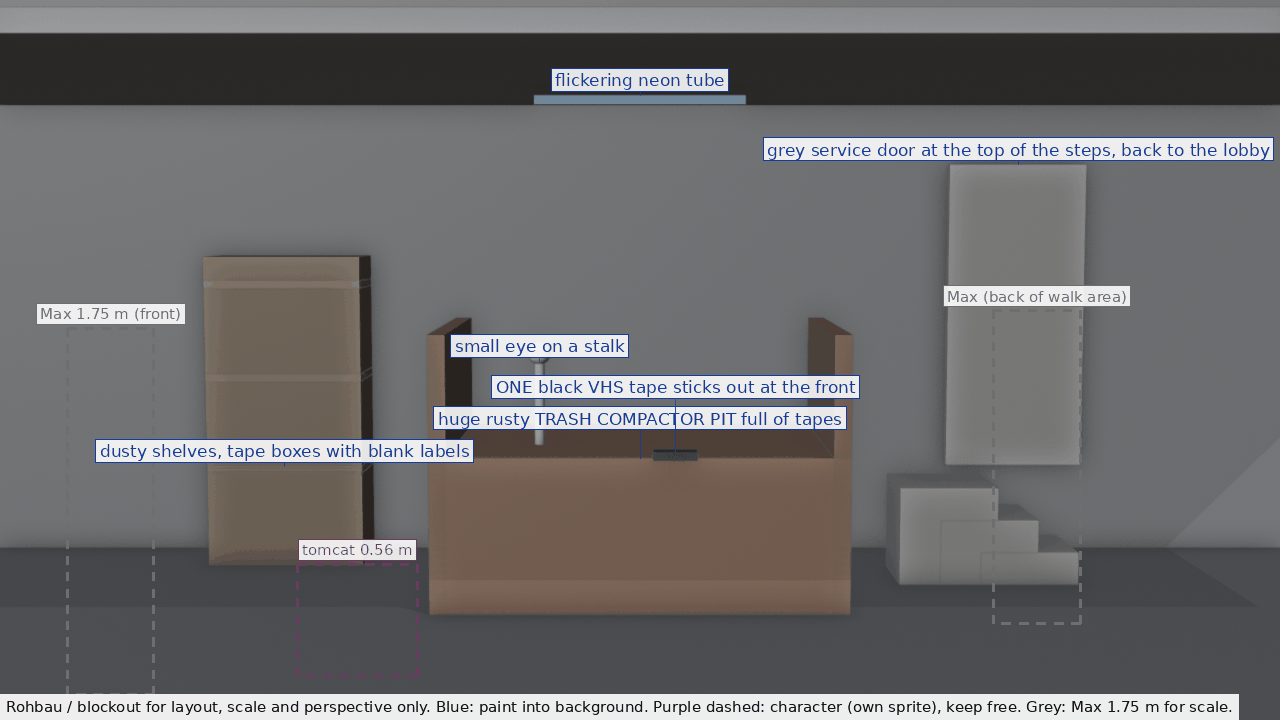 flickering neon tube
grey service door at the top of the steps, back to the lobby
Max (back of walk area)
Max 1.75 m (front)
small eye on a stalk
ONE black VHS tape sticks out at the front
huge rusty TRASH COMPACTOR PIT full of tapes
dusty shelves, tape boxes with blank labels
tomcat 0.56 m
Rohbau / blockout for layout, scale and perspective only. Blue: paint into background. Purple dashed: character (own sprite), keep free. Grey: Max 1.75 m for scale.